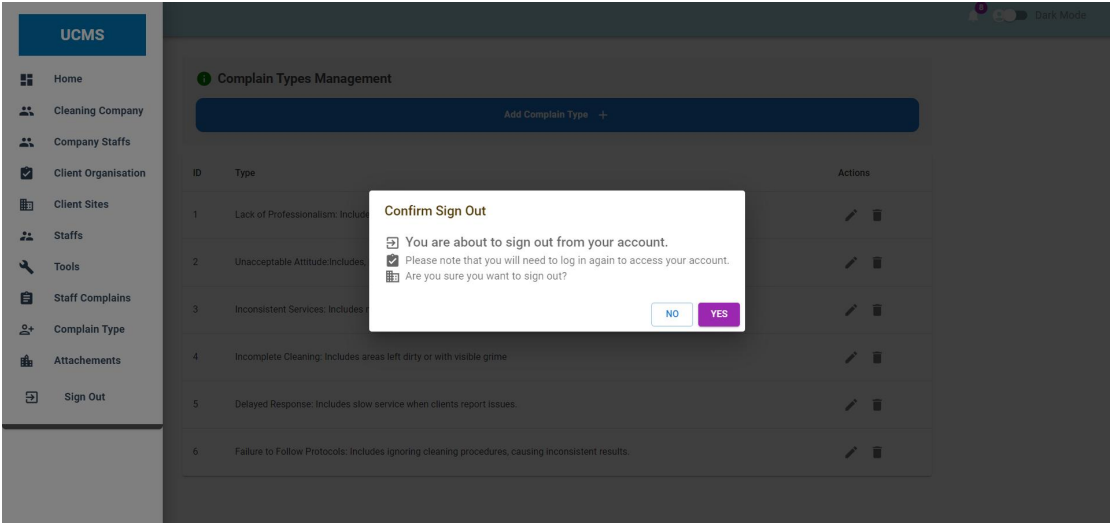 UCMS
8
Dark Mode
Home
Cleaning Company
Company Staffs
Client Organisation
Client Sites
Staffs
Tools
Staff Complains
Complain Type
Attachements
Sign Out
Complain Types Management
Add Complain Type +
ID Type Actions
1 Lack of Professionalism: Include
2 Unacceptable Attitude:Includes,
3 Inconsistent Services: Includes
4 Incomplete Cleaning: Includes areas left dirty or with visible grime
5 Delayed Response: Includes slow service when clients report issues.
6 Failure to Follow Protocols: Includes ignoring cleaning procedures, causing inconsistent results.
Confirm Sign Out
You are about to sign out from your account.
Please note that you will need to log in again to access your account.
Are you sure you want to sign out?
NO YES